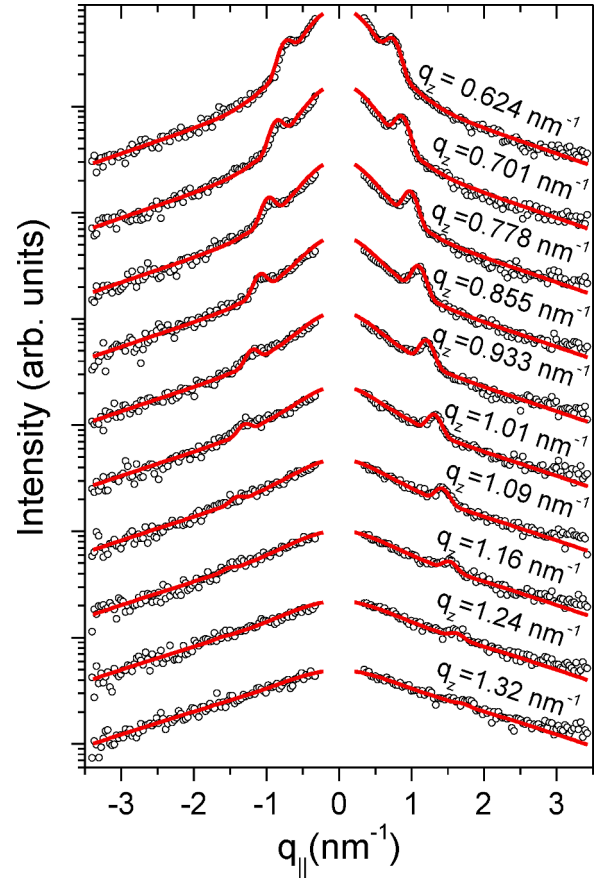 Intensity (arb. units)
q_z = 0.624 nm⁻¹
q_z = 0.701 nm⁻¹
q_z = 0.778 nm⁻¹
q_z = 0.855 nm⁻¹
q_z = 0.933 nm⁻¹
q_z = 1.01 nm⁻¹
q_z = 1.09 nm⁻¹
q_z = 1.16 nm⁻¹
q_z = 1.24 nm⁻¹
q_z = 1.32 nm⁻¹
-3 -2 -1 0 1 2 3
q_||(nm⁻¹)